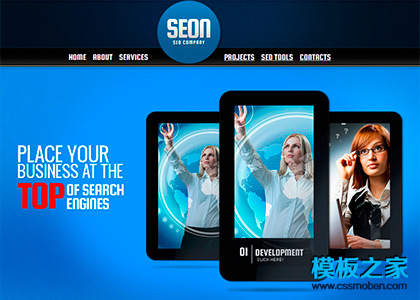 SEON
SEO COMPANY
HOME ABOUT SERVICES PROJECTS SEO TOOLS CONTACTS
PLACE YOUR
BUSINESS AT THE
TOP OF SEARCH
ENGINES
01 DEVELOPMENT
CLICK HERE!
模板之家
www.cssmoban.com